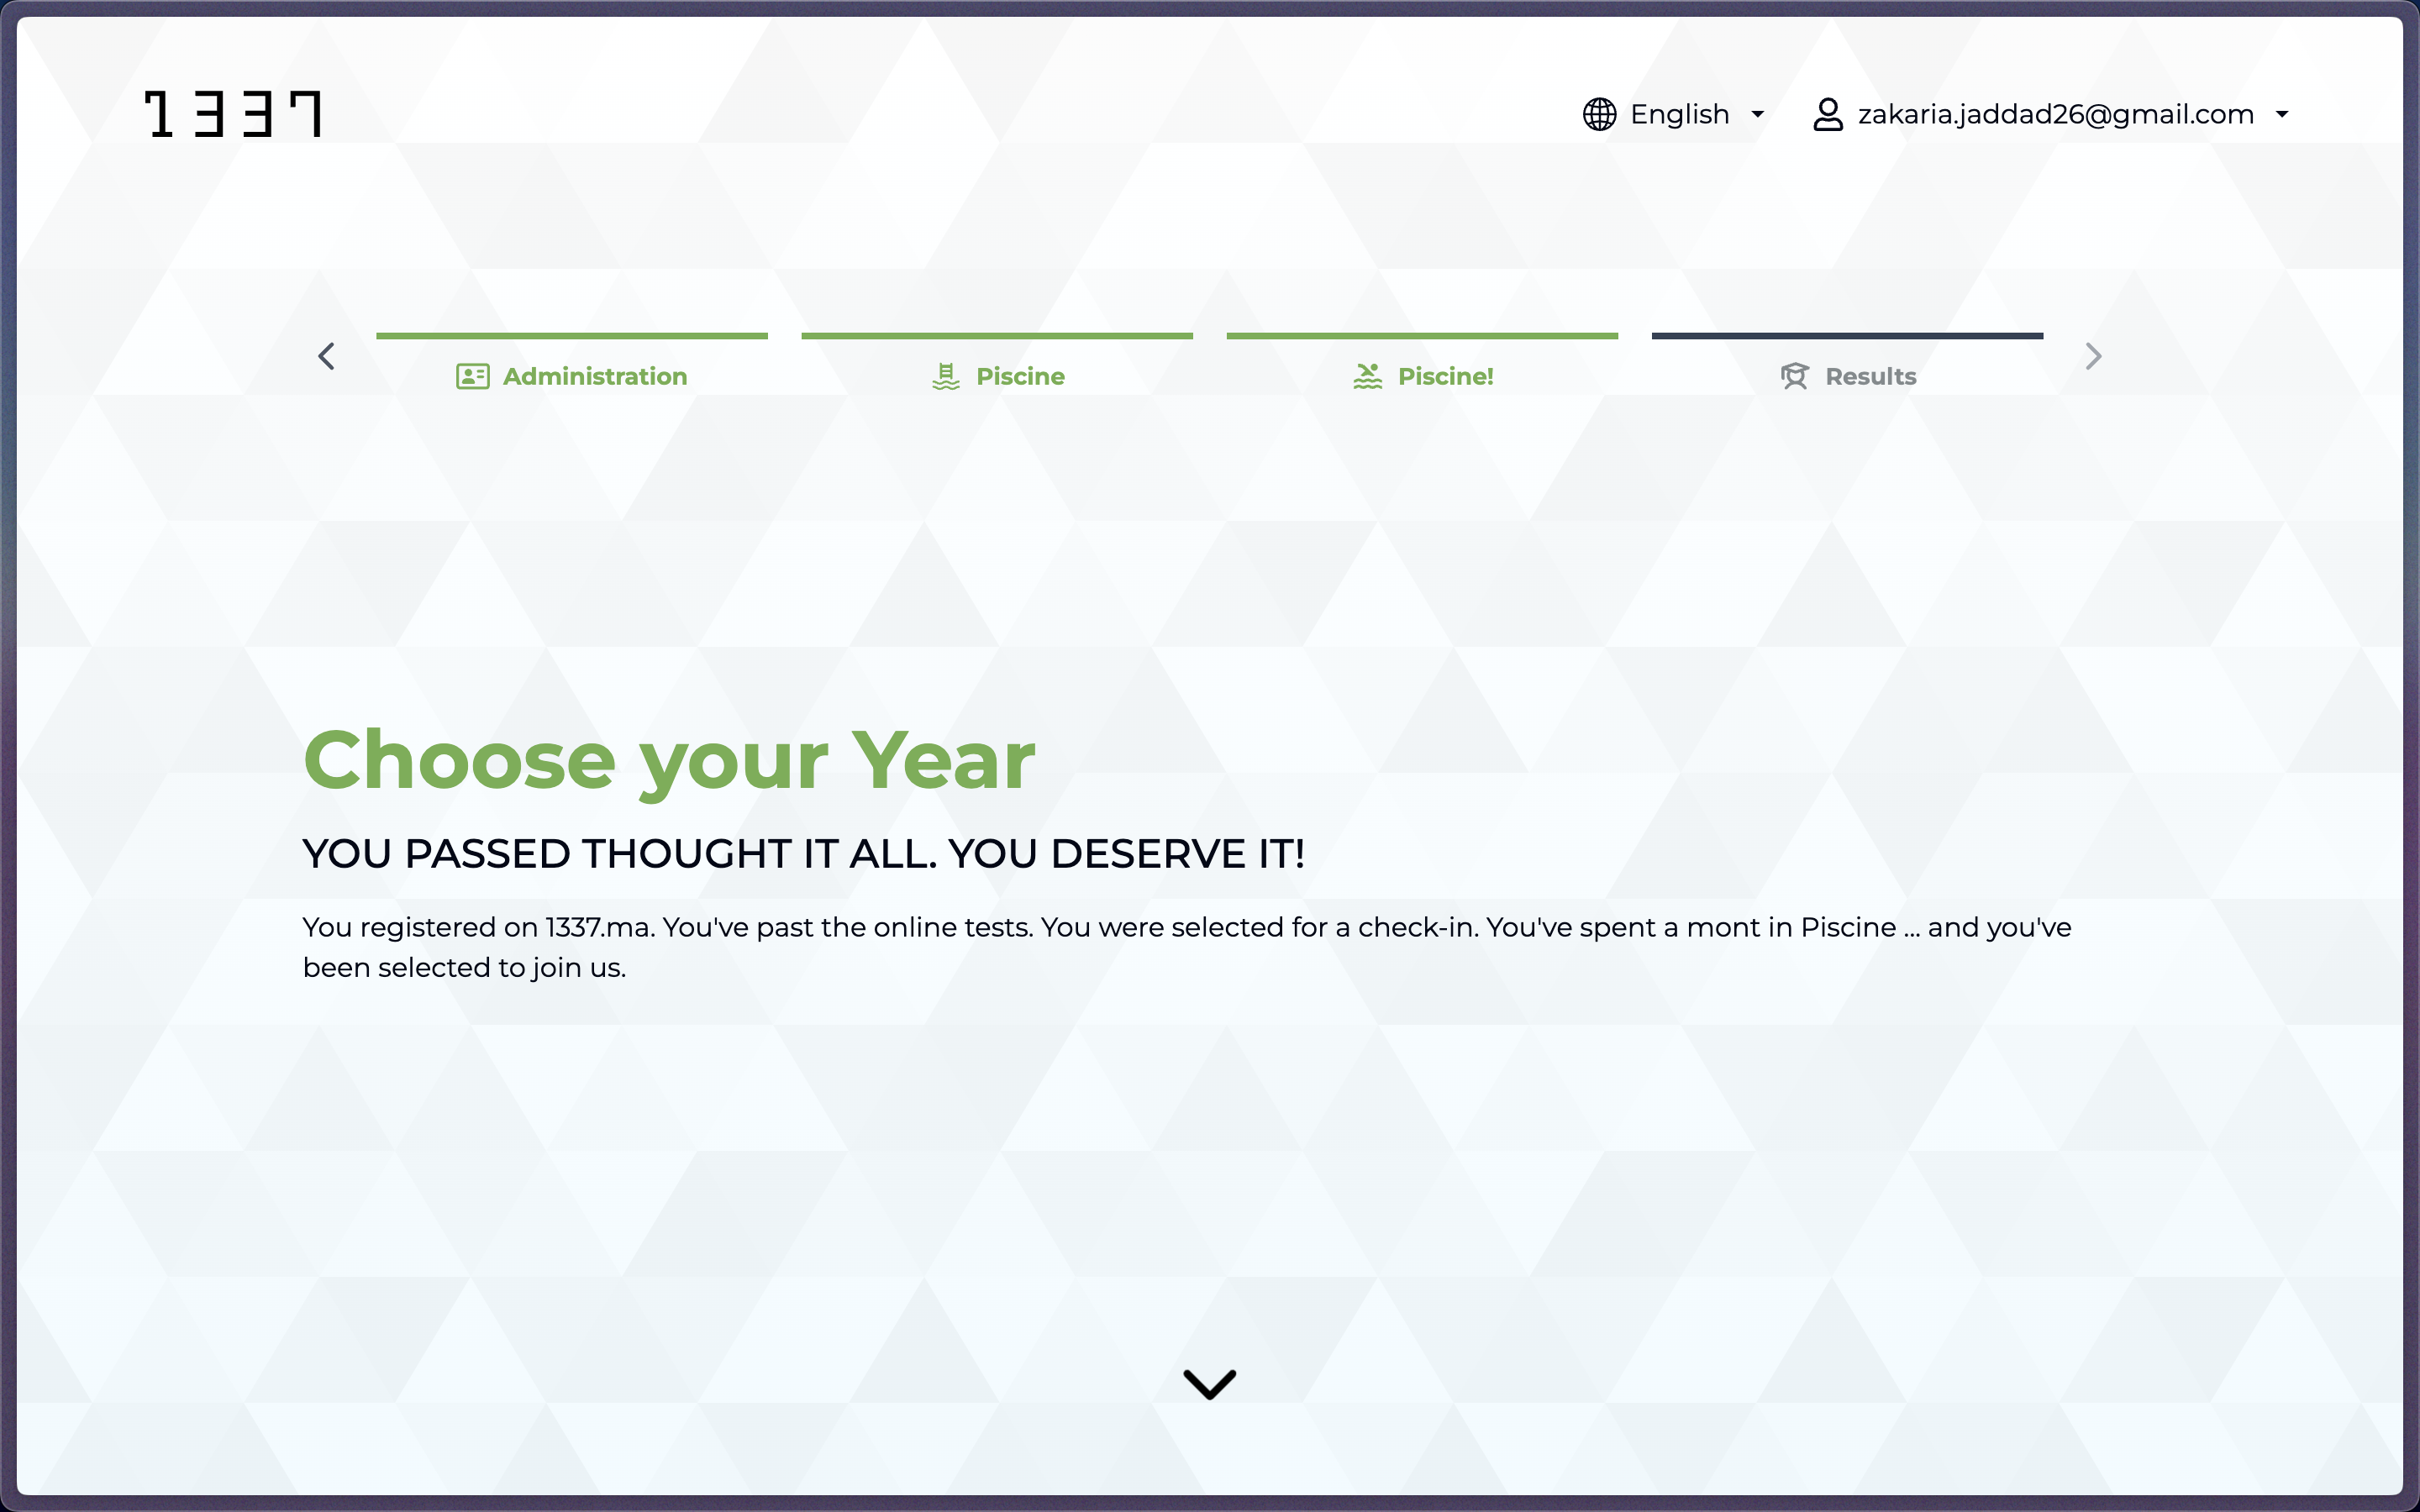 1337
English
zakaria.jaddad26@gmail.com
Administration
Piscine
Piscine!
Results
Choose your Year
YOU PASSED THOUGHT IT ALL. YOU DESERVE IT!
You registered on 1337.ma. You've past the online tests. You were selected for a check-in. You've spent a mont in Piscine ... and you've
been selected to join us.